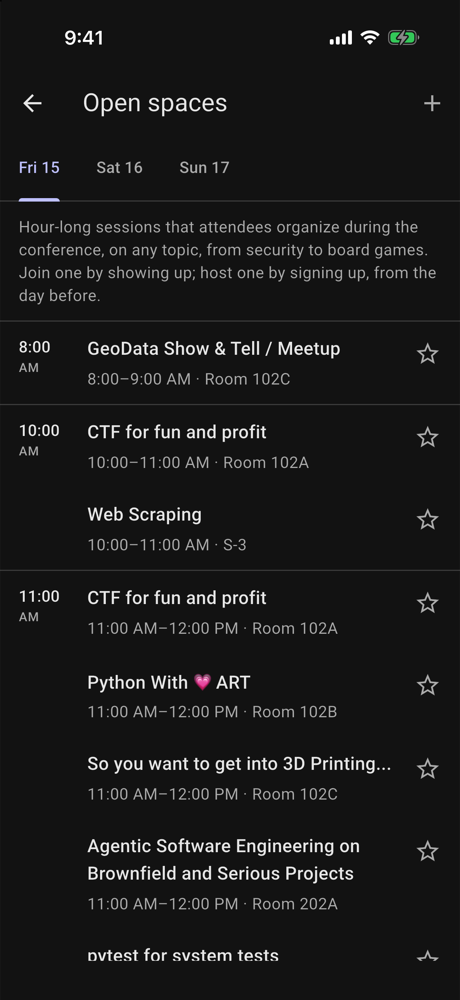 9:41
Open spaces
Fri 15
Sat 16
Sun 17
Hour-long sessions that attendees organize during the
conference, on any topic, from security to board games.
Join one by showing up; host one by signing up, from the
day before.
8:00
AM
GeoData Show & Tell / Meetup
8:00–9:00 AM · Room 102C
10:00
AM
CTF for fun and profit
10:00–11:00 AM · Room 102A
Web Scraping
10:00–11:00 AM · S-3
11:00
AM
CTF for fun and profit
11:00 AM–12:00 PM · Room 102A
Python With 💗 ART
11:00 AM–12:00 PM · Room 102B
So you want to get into 3D Printing...
11:00 AM–12:00 PM · Room 102C
Agentic Software Engineering on
Brownfield and Serious Projects
11:00 AM–12:00 PM · Room 202A
pytest for system tests